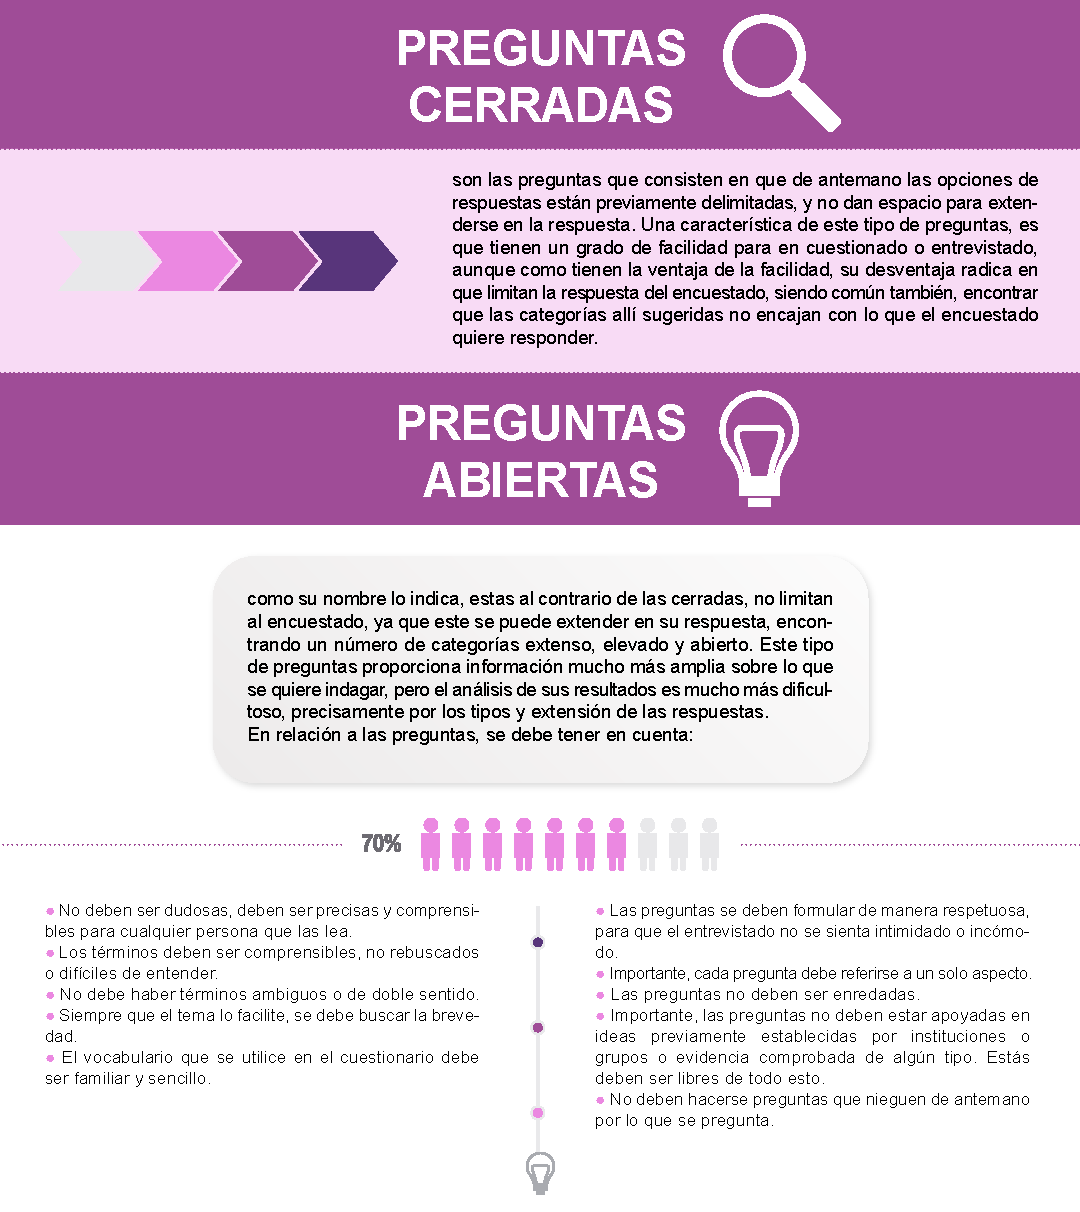 PREGUNTAS
CERRADAS
son las preguntas que consisten en que de antemano las opciones de
respuestas están previamente delimitadas, y no dan espacio para exten-
derse en la respuesta. Una característica de este tipo de preguntas, es
que tienen un grado de facilidad para en cuestionado o entrevistado,
aunque como tienen la ventaja de la facilidad, su desventaja radica en
que limitan la respuesta del encuestado, siendo común también, encontrar
que las categorías allí sugeridas no encajan con lo que el encuestado
quiere responder.
PREGUNTAS
ABIERTAS
como su nombre lo indica, estas al contrario de las cerradas, no limitan
al encuestado, ya que este se puede extender en su respuesta, encon-
trando un número de categorías extenso, elevado y abierto. Este tipo
de preguntas proporciona información mucho más amplia sobre lo que
se quiere indagar, pero el análisis de sus resultados es mucho más dificul-
toso, precisamente por los tipos y extensión de las respuestas.
En relación a las preguntas, se debe tener en cuenta:
70%
● No deben ser dudosas, deben ser precisas y comprensi-
bles para cualquier persona que las lea.
● Los términos deben ser comprensibles, no rebuscados
o difíciles de entender.
● No debe haber términos ambiguos o de doble sentido.
● Siempre que el tema lo facilite, se debe buscar la breve-
dad.
● El vocabulario que se utilice en el cuestionario debe
ser familiar y sencillo.
● Las preguntas se deben formular de manera respetuosa,
para que el entrevistado no se sienta intimidado o incómo-
do.
● Importante, cada pregunta debe referirse a un solo aspecto.
● Las preguntas no deben ser enredadas.
● Importante, las preguntas no deben estar apoyadas en
ideas previamente establecidas por instituciones o
grupos o evidencia comprobada de algún tipo. Estás
deben ser libres de todo esto.
● No deben hacerse preguntas que nieguen de antemano
por lo que se pregunta.